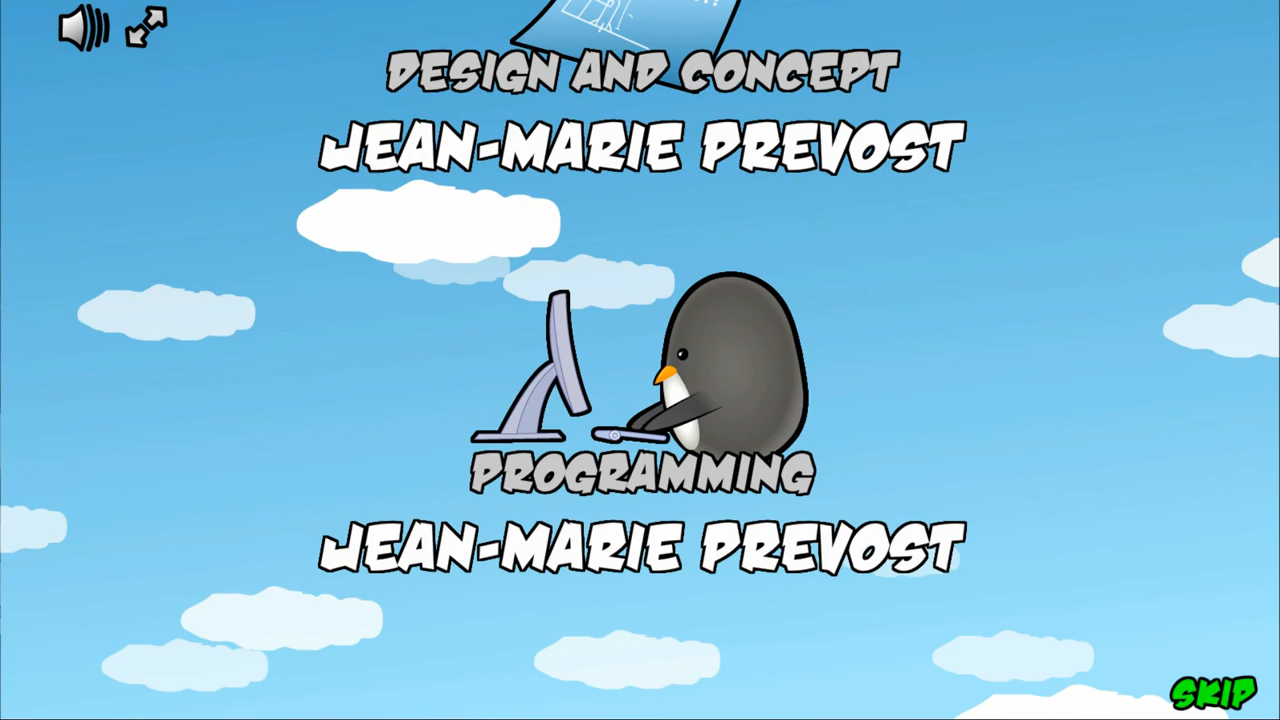 DESIGN AND CONCEPT
JEAN-MARIE PREVOST
PROGRAMMING
JEAN-MARIE PREVOST
SKIP